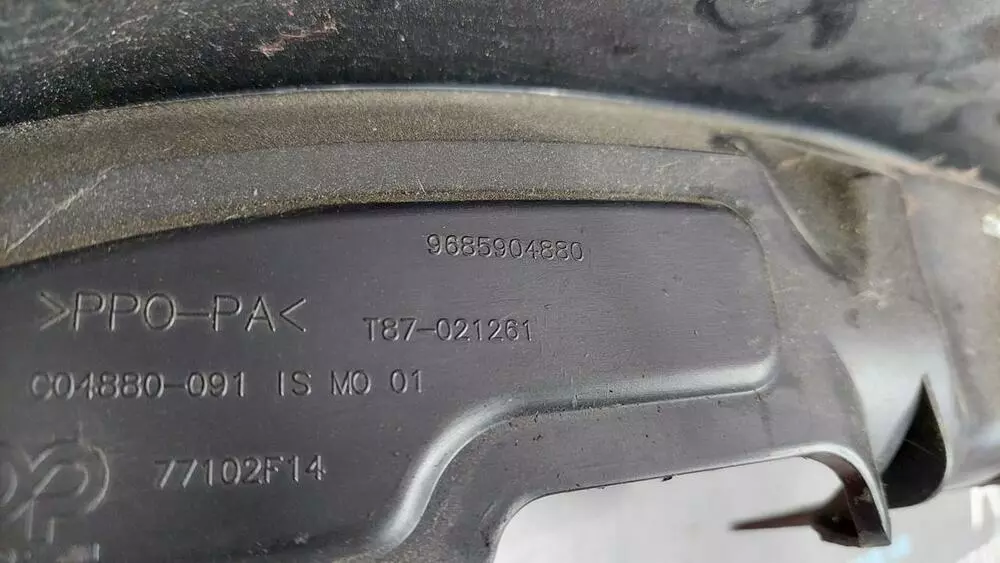 9685904880
>PPO-PA<
T87-021261
C04880-091 IS MO 01
77102F14